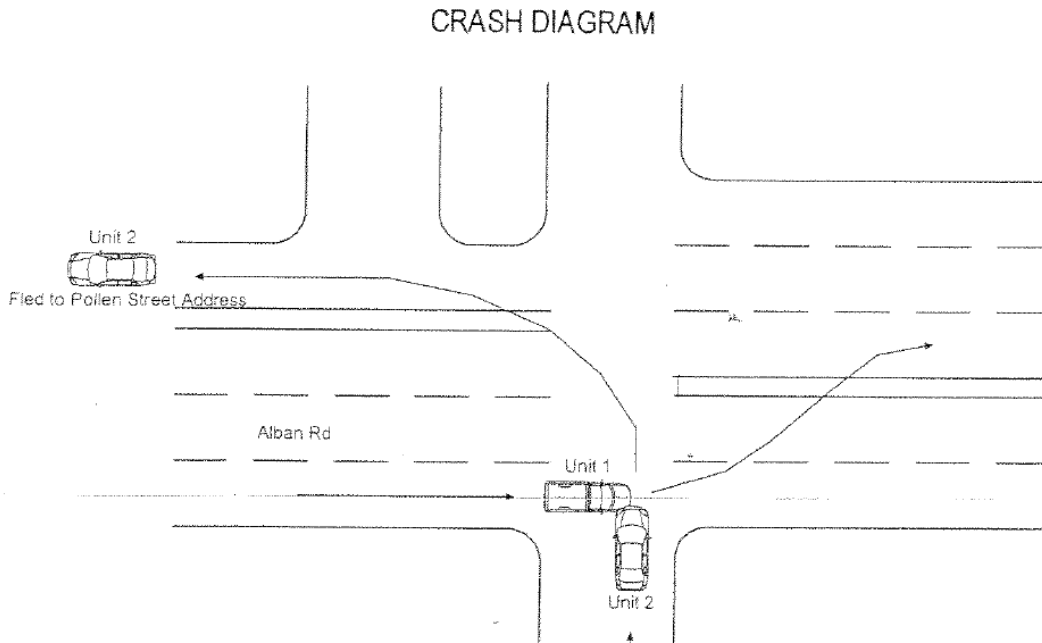 CRASH DIAGRAM
Unit 2
Fled to Pollen Street Address
Alban Rd
Unit 1
Unit 2